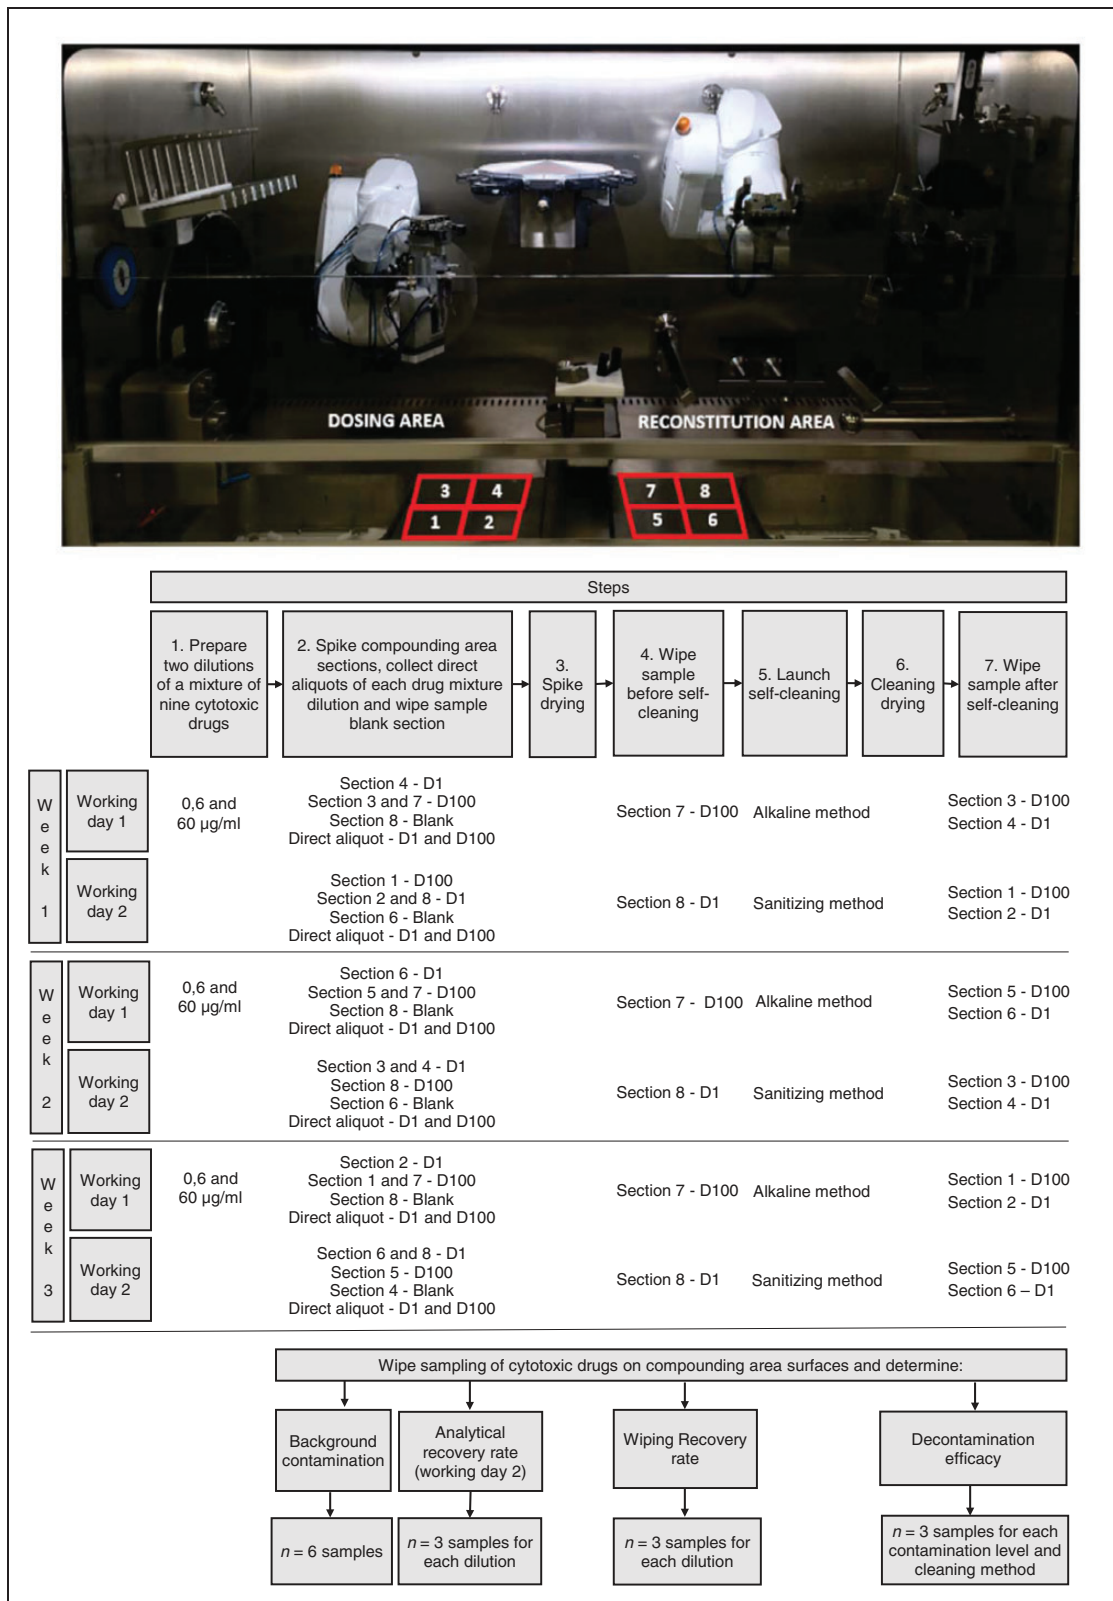 DOSING AREA
RECONSTITUTION AREA
3 4
1 2
7 8
5 6
Steps
1. Prepare
two dilutions
of a mixture of
nine cytotoxic
drugs
2. Spike compounding area
sections, collect direct
aliquots of each drug mixture
dilution and wipe sample
blank section
3.
Spike
drying
4. Wipe
sample
before self-
cleaning
5. Launch
self-cleaning
6.
Cleaning
drying
7. Wipe
sample after
self-cleaning
Week 1
Working
day 1
0,6 and
60 µg/ml
Section 4 - D1
Section 3 and 7 - D100
Section 8 - Blank
Direct aliquot - D1 and D100
Section 7 - D100
Alkaline method
Section 3 - D100
Section 4 - D1
Working
day 2
Section 1 - D100
Section 2 and 8 - D1
Section 6 - Blank
Direct aliquot - D1 and D100
Section 8 - D1
Sanitizing method
Section 1 - D100
Section 2 - D1
Week 2
Working
day 1
0,6 and
60 µg/ml
Section 6 - D1
Section 5 and 7 - D100
Section 8 - Blank
Direct aliquot - D1 and D100
Section 7 - D100
Alkaline method
Section 5 - D100
Section 6 - D1
Working
day 2
Section 3 and 4 - D1
Section 8 - D100
Section 6 - Blank
Direct aliquot - D1 and D100
Section 8 - D1
Sanitizing method
Section 3 - D100
Section 4 - D1
Week 3
Working
day 1
0,6 and
60 µg/ml
Section 2 - D1
Section 1 and 7 - D100
Section 8 - Blank
Direct aliquot - D1 and D100
Section 7 - D100
Alkaline method
Section 1 - D100
Section 2 - D1
Working
day 2
Section 6 and 8 - D1
Section 5 - D100
Section 4 - Blank
Direct aliquot - D1 and D100
Section 8 - D1
Sanitizing method
Section 5 - D100
Section 6 – D1
Wipe sampling of cytotoxic drugs on compounding area surfaces and determine:
Background
contamination
Analytical
recovery rate
(working day 2)
Wiping Recovery
rate
Decontamination
efficacy
n = 6 samples
n = 3 samples for
each dilution
n = 3 samples for
each dilution
n = 3 samples for each
contamination level and
cleaning method